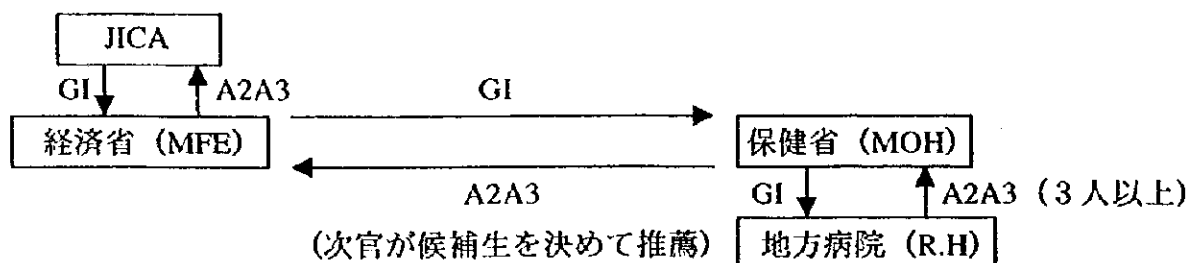 JICA
GI A2A3 GI
経済省（MFE） 保健省（MOH）
A2A3 GI A2A3（3人以上）
(次官が候補生を決めて推薦) 地方病院（R.H）